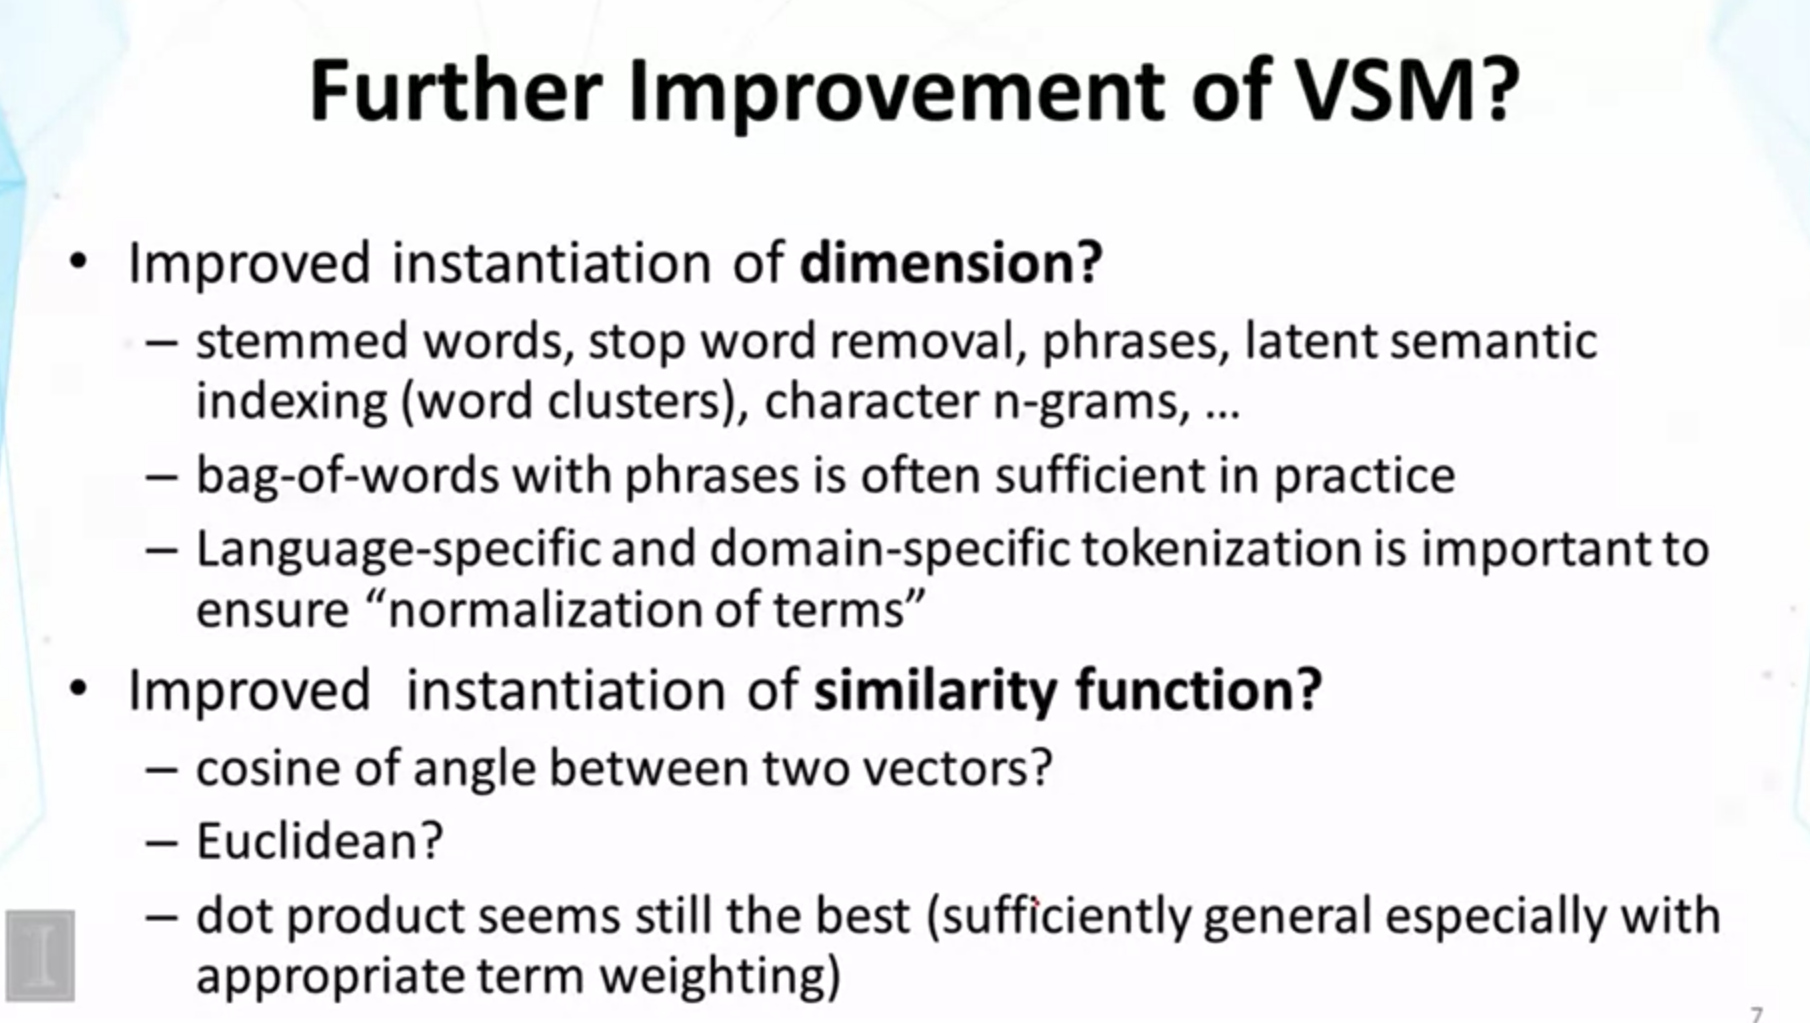 Further Improvement of VSM?
• Improved instantiation of dimension?
– stemmed words, stop word removal, phrases, latent semantic
indexing (word clusters), character n-grams, ...
– bag-of-words with phrases is often sufficient in practice
– Language-specific and domain-specific tokenization is important to
ensure “normalization of terms”
• Improved instantiation of similarity function?
– cosine of angle between two vectors?
– Euclidean?
– dot product seems still the best (sufficiently general especially with
appropriate term weighting)
I
7